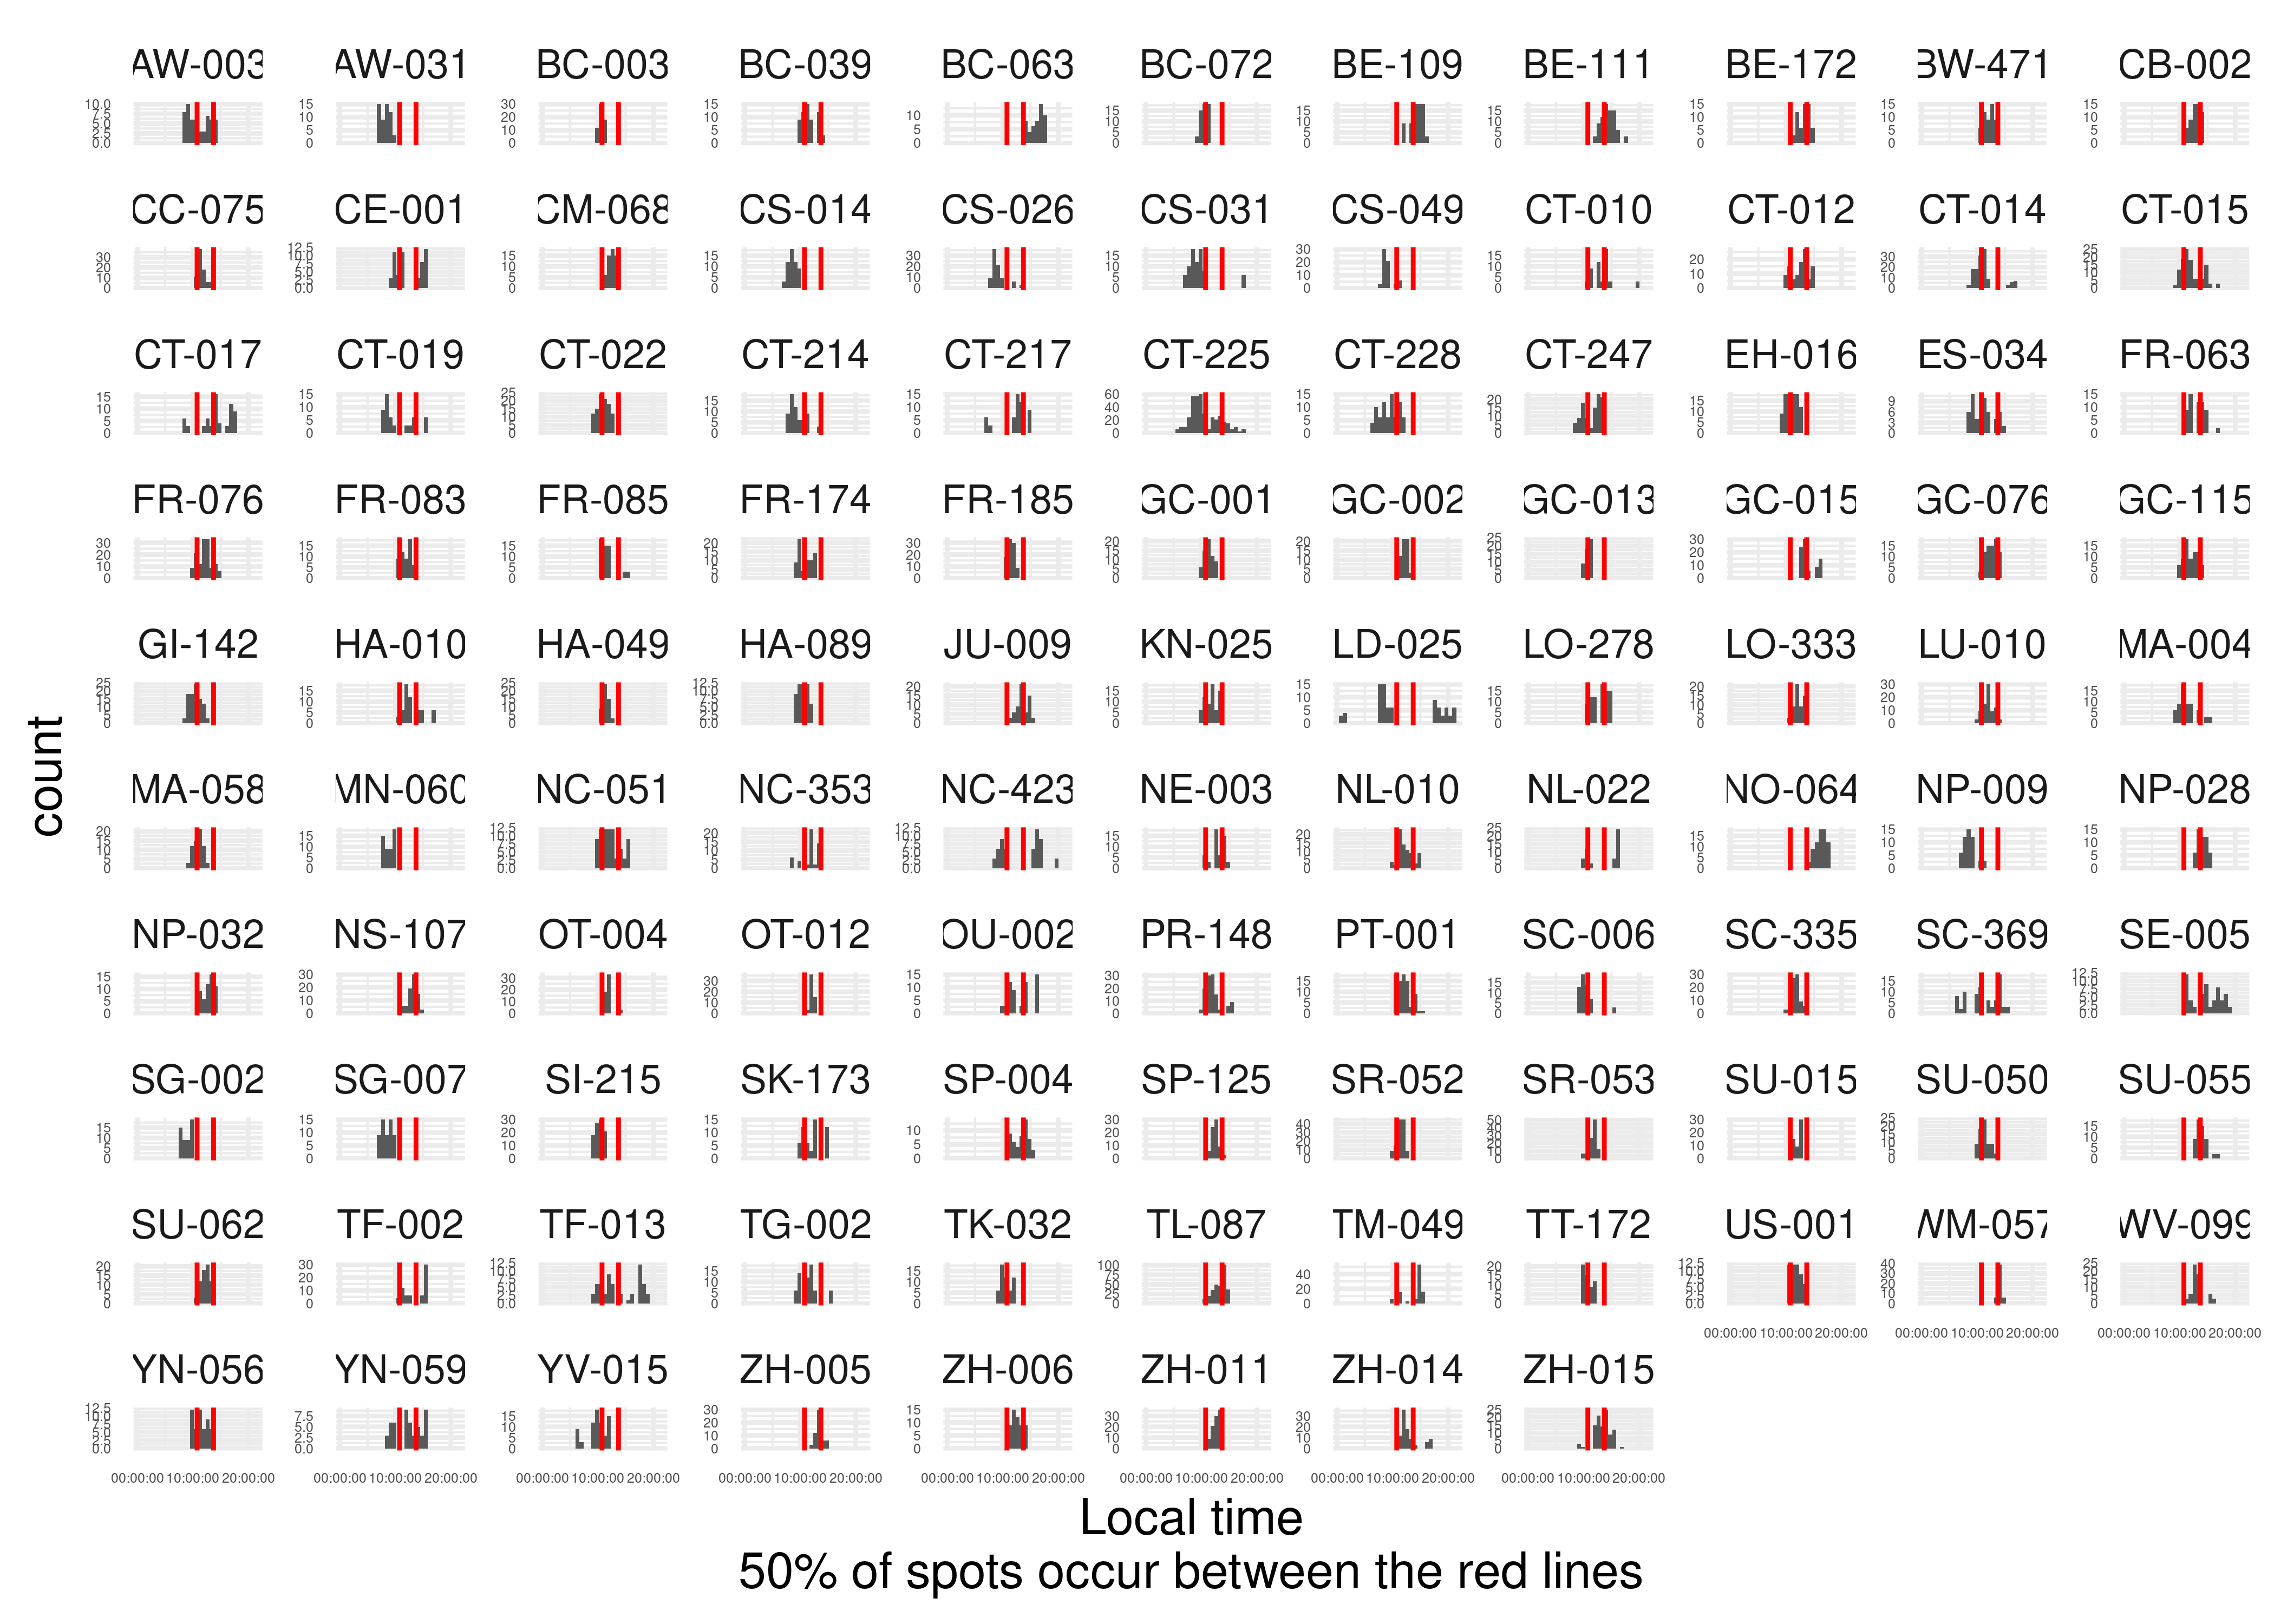 AW-003 AW-031 BC-003 BC-039 BC-063 BC-072 BE-109 BE-111 BE-172 BW-471 CB-002
10.0 7.5 5.0 2.5 0.0 15 10 5 0 30 20 10 0 15 10 5 0 10 5 0 15 10 5 0 15 10 5 0 15 10 5 0 15 10 5 0 15 10 5 0 15 10 5 0
CC-075 CE-001 CM-068 CS-014 CS-026 CS-031 CS-049 CT-010 CT-012 CT-014 CT-015
30 20 10 0 12.5 10.0 7.5 5.0 2.5 0.0 15 10 5 0 15 10 5 0 30 20 10 0 15 10 5 0 30 20 10 0 15 10 5 0 20 10 0 30 20 10 0 25 20 15 10 5 0
CT-017 CT-019 CT-022 CT-214 CT-217 CT-225 CT-228 CT-247 EH-016 ES-034 FR-063
15 10 5 0 15 10 5 0 25 20 15 10 5 0 15 10 5 0 15 10 5 0 60 40 20 0 15 10 5 0 20 15 10 5 0 15 10 5 0 9 6 3 0 15 10 5 0
FR-076 FR-083 FR-085 FR-174 FR-185 GC-001 GC-002 GC-013 GC-015 GC-076 GC-115
30 20 10 0 15 10 5 0 15 10 5 0 20 15 10 5 0 30 20 10 0 20 15 10 5 0 20 15 10 5 0 25 20 15 10 5 0 30 20 10 0 15 10 5 0 15 10 5 0
GI-142 HA-010 HA-049 HA-089 JU-009 KN-025 LD-025 LO-278 LO-333 LU-010 MA-004
25 20 15 10 5 0 15 10 5 0 25 20 15 10 5 0 12.5 10.0 7.5 5.0 2.5 0.0 20 15 10 5 0 15 10 5 0 15 10 5 0 15 10 5 0 20 15 10 5 0 30 20 10 0 15 10 5 0
count
MA-058 MN-060 NC-051 NC-353 NC-423 NE-003 NL-010 NL-022 NO-064 NP-009 NP-028
20 15 10 5 0 15 10 5 0 12.5 10.0 7.5 5.0 2.5 0.0 20 15 10 5 0 12.5 10.0 7.5 5.0 2.5 0.0 15 10 5 0 20 15 10 5 0 25 20 15 10 5 0 15 10 5 0 15 10 5 0 15 10 5 0
NP-032 NS-107 OT-004 OT-012 OU-002 PR-148 PT-001 SC-006 SC-335 SC-369 SE-005
15 10 5 0 30 20 10 0 30 20 10 0 30 20 10 0 15 10 5 0 30 20 10 0 15 10 5 0 15 10 5 0 30 20 10 0 15 10 5 0 12.5 10.0 7.5 5.0 2.5 0.0
SG-002 SG-007 SI-215 SK-173 SP-004 SP-125 SR-052 SR-053 SU-015 SU-050 SU-055
15 10 5 0 15 10 5 0 30 20 10 0 15 10 5 0 10 5 0 30 20 10 0 40 30 20 10 0 50 40 30 20 10 0 30 20 10 0 25 20 15 10 5 0 15 10 5 0
SU-062 TF-002 TF-013 TG-002 TK-032 TL-087 TM-049 TT-172 US-001 WM-057 WV-099
20 15 10 5 0 30 20 10 0 12.5 10.0 7.5 5.0 2.5 0.0 15 10 5 0 15 10 5 0 100 75 50 25 0 40 20 0 20 15 10 5 0 12.5 10.0 7.5 5.0 2.5 0.0 40 30 20 10 0 25 20 15 10 5 0
00:00:00 10:00:00 20:00:00 00:00:00 10:00:00 20:00:00 00:00:00 10:00:00 20:00:00
YN-056 YN-059 YV-015 ZH-005 ZH-006 ZH-011 ZH-014 ZH-015
12.5 10.0 7.5 5.0 2.5 0.0 7.5 5.0 2.5 0.0 15 10 5 0 30 20 10 0 15 10 5 0 30 20 10 0 30 20 10 0 25 20 15 10 5 0
00:00:00 10:00:00 20:00:00 00:00:00 10:00:00 20:00:00 00:00:00 10:00:00 20:00:00 00:00:00 10:00:00 20:00:00 00:00:00 10:00:00 20:00:00 00:00:00 10:00:00 20:00:00 00:00:00 10:00:00 20:00:00 00:00:00 10:00:00 20:00:00
Local time
50% of spots occur between the red lines